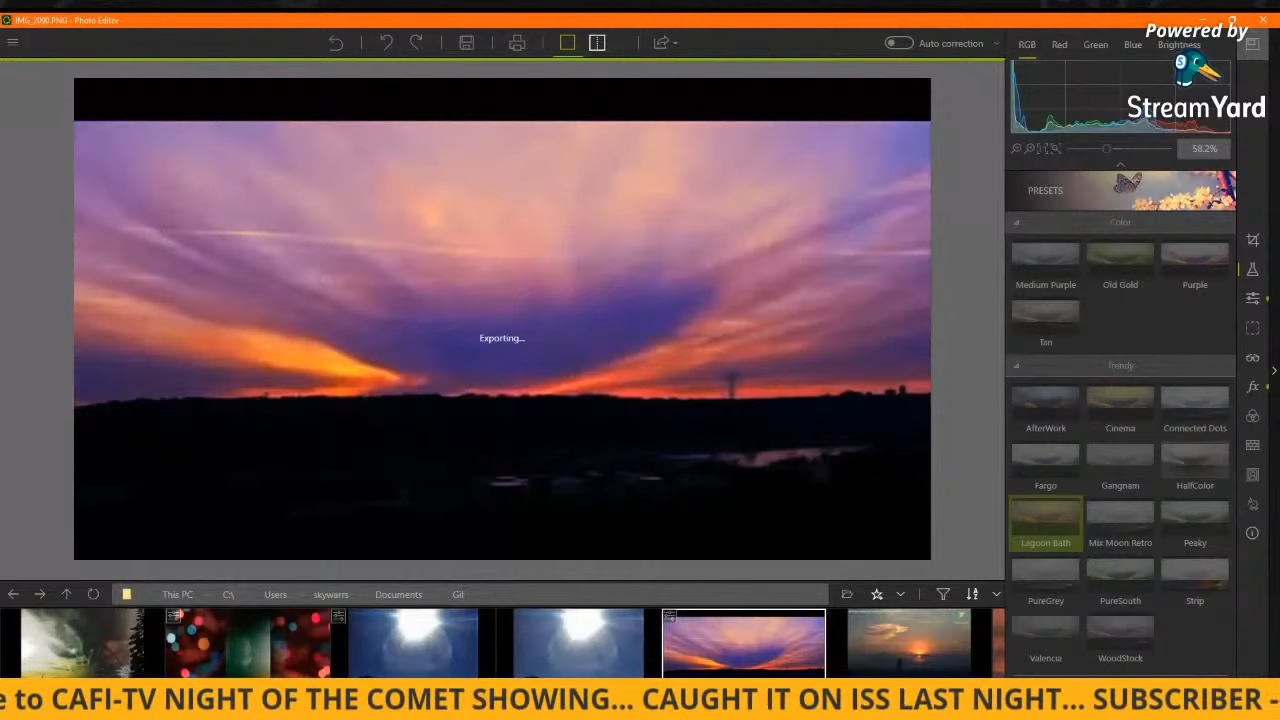 IMG_2090.PNG - Photo Editor
Powered by
StreamYard
Auto correction
RGB Red Green Blue Brightness
58.2%
PRESETS
Color
Medium Purple Old Gold Purple
Tan
Trends
AfterWork Cinema Connected Dots
Fargo Gangnam HalfColor
Lagoon Bath Mix Moon Retro Peaky
PureGrey PureSouth Strip
Valencia WoodStock
Exporting...
This PC C:\ Users skywarrs Documents Gil
e to CAFI-TV NIGHT OF THE COMET SHOWING... CAUGHT IT ON ISS LAST NIGHT... SUBSCRIBER -